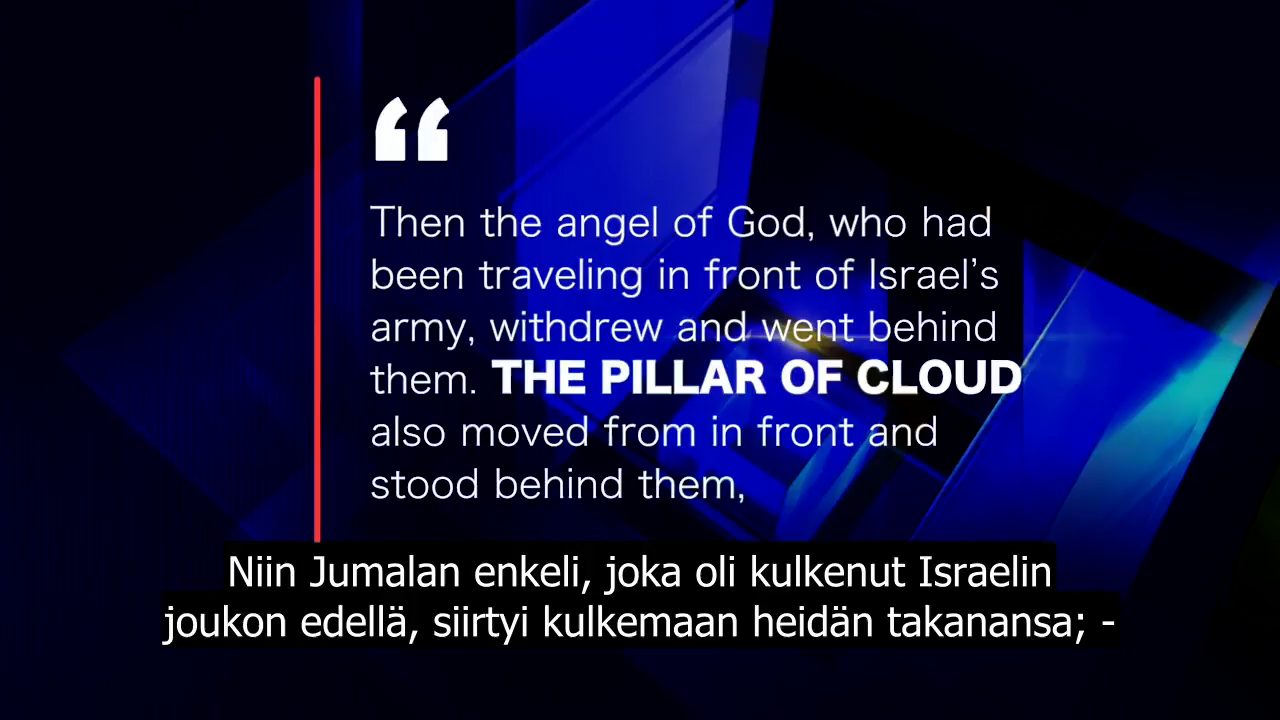 “
Then the angel of God, who had
been traveling in front of Israel’s
army, withdrew and went behind
them. THE PILLAR OF CLOUD
also moved from in front and
stood behind them,
Niin Jumalan enkeli, joka oli kulkenut Israelin
joukon edellä, siirtyi kulkemaan heidän takanansa; -